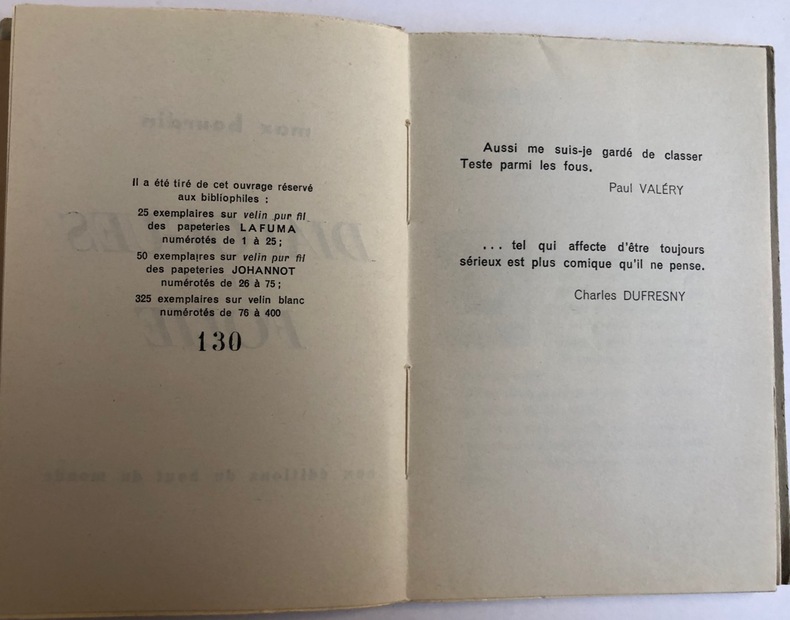 Il a été tiré de cet ouvrage réservé
aux bibliophiles :
25 exemplaires sur velin pur fil
des papeteries LAFUMA
numérotés de 1 à 25 ;
50 exemplaires sur velin pur fil
des papeteries JOHANNOT
numérotés de 26 à 75 ;
325 exemplaires sur velin blanc
numérotés de 76 à 400
130
Aussi me suis-je gardé de classer
Teste parmi les fous.
Paul VALÉRY
... tel qui affecte d'être toujours
sérieux est plus comique qu'il ne pense.
Charles DUFRESNY